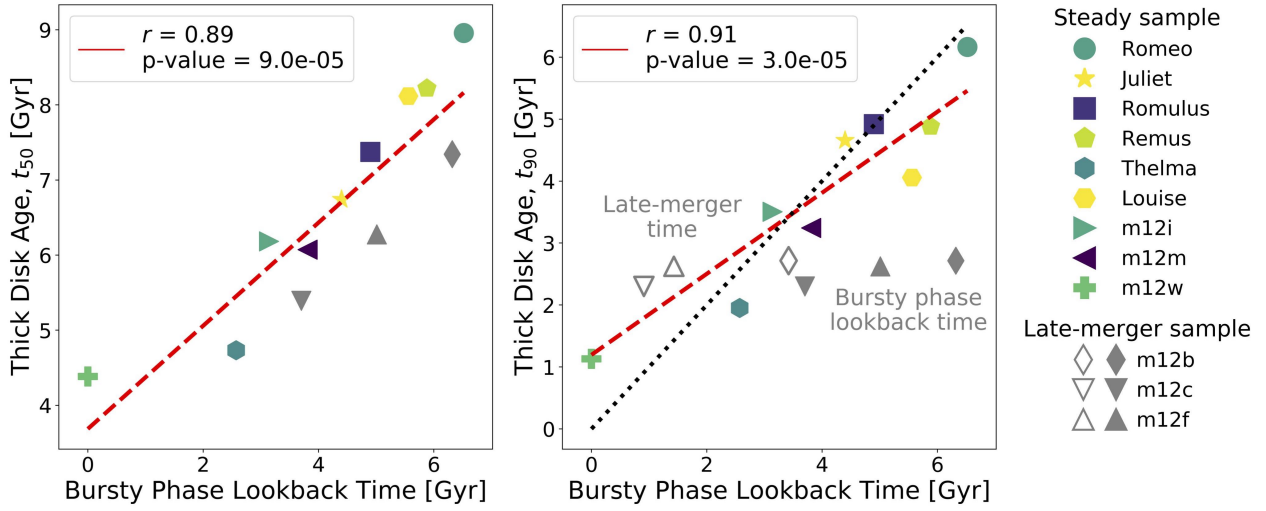 r = 0.89
p-value = 9.0e-05
Thick Disk Age, t50 [Gyr]
9
8
7
6
5
4
0 2 4 6
Bursty Phase Lookback Time [Gyr]
r = 0.91
p-value = 3.0e-05
Late-merger
time
Bursty phase
lookback time
Thick Disk Age, t90 [Gyr]
6
5
4
3
2
1
0
0 2 4 6
Bursty Phase Lookback Time [Gyr]
Steady sample
Romeo
Juliet
Romulus
Remus
Thelma
Louise
m12i
m12m
m12w
Late-merger sample
m12b
m12c
m12f